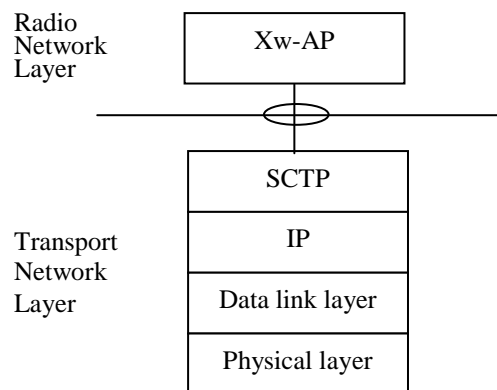 Radio
Network
Layer
Xw-AP
SCTP
IP
Transport
Network
Layer
Data link layer
Physical layer